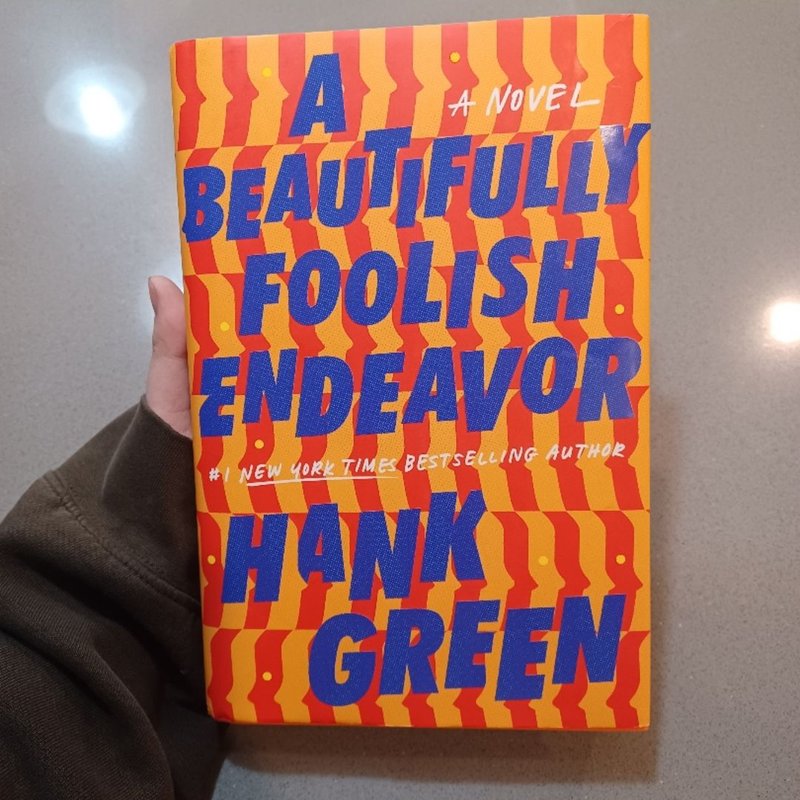 A
A NOVEL
BEAUTIFULLY
FOOLISH
ENDEAVOR
#1 NEW YORK TIMES BESTSELLING AUTHOR
HANK
GREEN